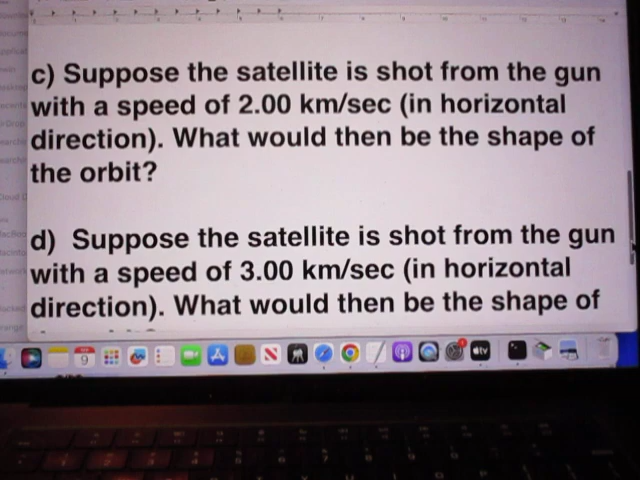 c) Suppose the satellite is shot from the gun
with a speed of 2.00 km/sec (in horizontal
direction). What would then be the shape of
the orbit?
d) Suppose the satellite is shot from the gun
with a speed of 3.00 km/sec (in horizontal
direction). What would then be the shape of
9
tv